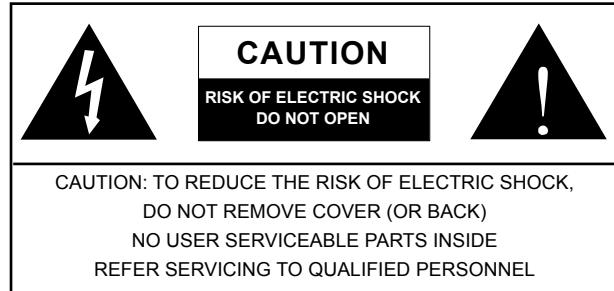 CAUTION
RISK OF ELECTRIC SHOCK
DO NOT OPEN
!
CAUTION: TO REDUCE THE RISK OF ELECTRIC SHOCK,
DO NOT REMOVE COVER (OR BACK)
NO USER SERVICEABLE PARTS INSIDE
REFER SERVICING TO QUALIFIED PERSONNEL